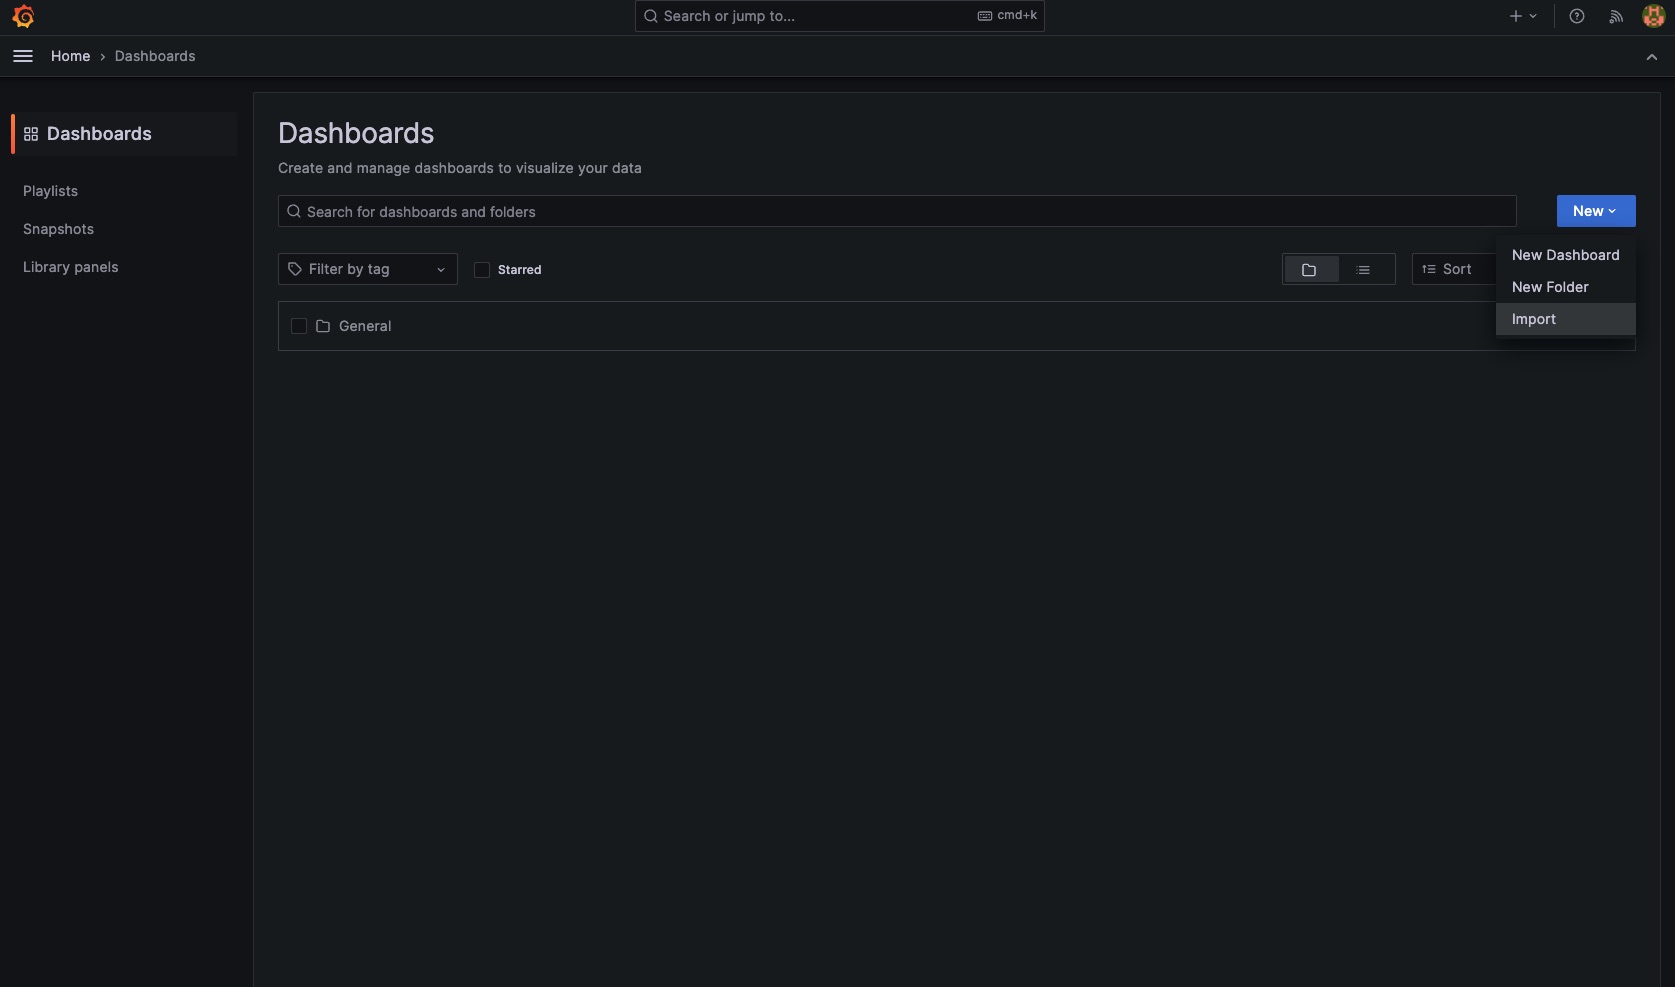 Search or jump to...
cmd+k
Home
Dashboards
Dashboards
Playlists
Snapshots
Library panels
Dashboards
Create and manage dashboards to visualize your data
Search for dashboards and folders
New
Filter by tag
Starred
Sort
New Dashboard
New Folder
Import
General